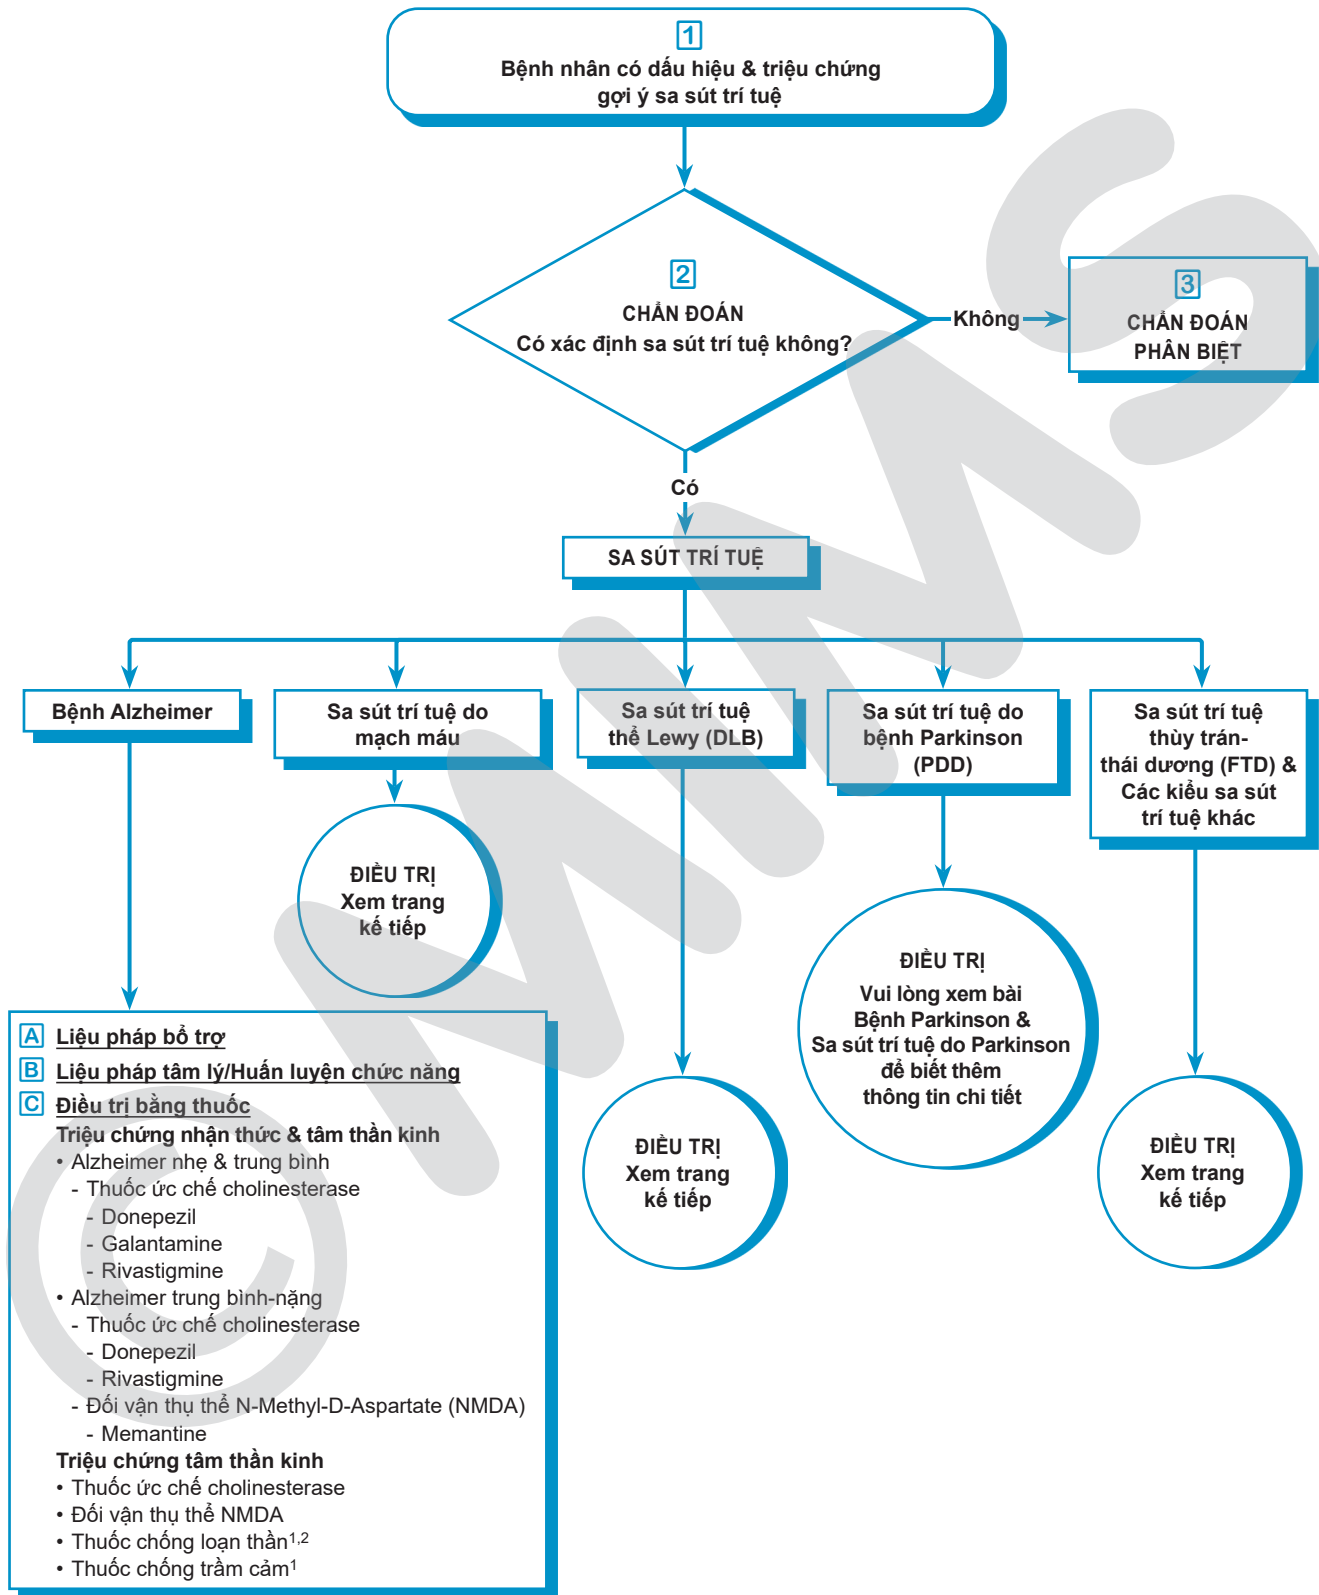 1
Bệnh nhân có dấu hiệu & triệu chứng
gợi ý sa sút trí tuệ
2
CHẨN ĐOÁN
Có xác định sa sút trí tuệ không?
Không
3
CHẨN ĐOÁN
PHÂN BIỆT
Có
SA SÚT TRÍ TUỆ
Bệnh Alzheimer
Sa sút trí tuệ do
mạch máu
Sa sút trí tuệ
thể Lewy (DLB)
Sa sút trí tuệ do
bệnh Parkinson
(PDD)
Sa sút trí tuệ
thùy trán-
thái dương (FTD) &
Các kiểu sa sút
trí tuệ khác
ĐIỀU TRỊ
Xem trang
kế tiếp
ĐIỀU TRỊ
Xem trang
kế tiếp
ĐIỀU TRỊ
Vui lòng xem bài
Bệnh Parkinson &
Sa sút trí tuệ do Parkinson
để biết thêm
thông tin chi tiết
ĐIỀU TRỊ
Xem trang
kế tiếp
A Liệu pháp bổ trợ
B Liệu pháp tâm lý/Huấn luyện chức năng
C Điều trị bằng thuốc
Triệu chứng nhận thức & tâm thần kinh
• Alzheimer nhẹ & trung bình
- Thuốc ức chế cholinesterase
- Donepezil
- Galantamine
- Rivastigmine
• Alzheimer trung bình-nặng
- Thuốc ức chế cholinesterase
- Donepezil
- Rivastigmine
- Đối vận thụ thể N-Methyl-D-Aspartate (NMDA)
- Memantine
Triệu chứng tâm thần kinh
• Thuốc ức chế cholinesterase
• Đối vận thụ thể NMDA
• Thuốc chống loạn thần1,2
• Thuốc chống trầm cảm1
© MIMS